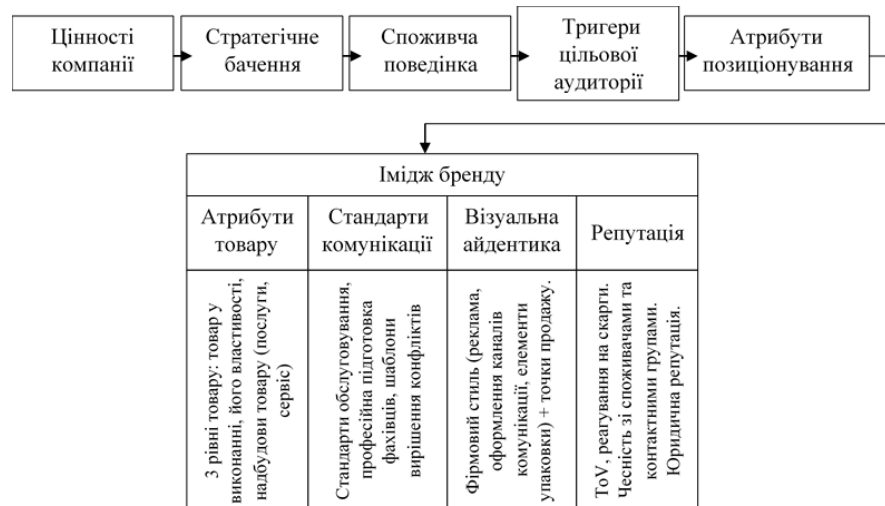 Цінності
компанії
Стратегічне
бачення
Споживча
поведінка
Тригери
цільової
аудиторії
Атрибути
позиціонування
Імідж бренду
Атрибути
товару
Стандарти
комунікації
Візуальна
айдентика
Репутація
3 рівні товару: товар у
виконанні, його властивості,
надбудови товару (послуги,
сервіс)
Стандарти обслуговування,
професійна підготовка
фахівців, шаблони
вирішення конфліктів
Фірмовий стиль (реклама,
оформлення каналів
комунікації, елементи
упаковки) + точки продажу.
ToV, реагування на скарги.
Чесність зі споживачами та
контактними групами.
Юридична репутація.